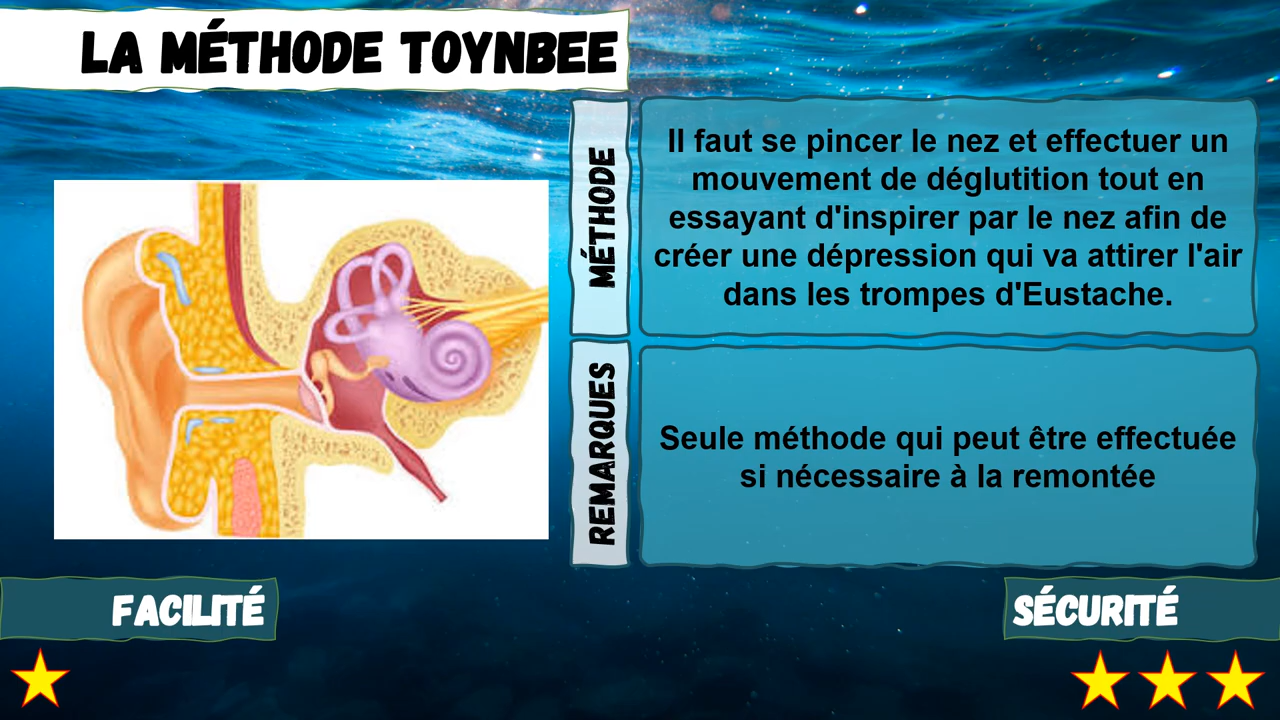 LA MÉTHODE TOYNBEE
MÉTHODE
Il faut se pincer le nez et effectuer un
mouvement de déglutition tout en
essayant d'inspirer par le nez afin de
créer une dépression qui va attirer l'air
dans les trompes d'Eustache.
REMARQUES
Seule méthode qui peut être effectuée
si nécessaire à la remontée
FACILITÉ
SÉCURITÉ